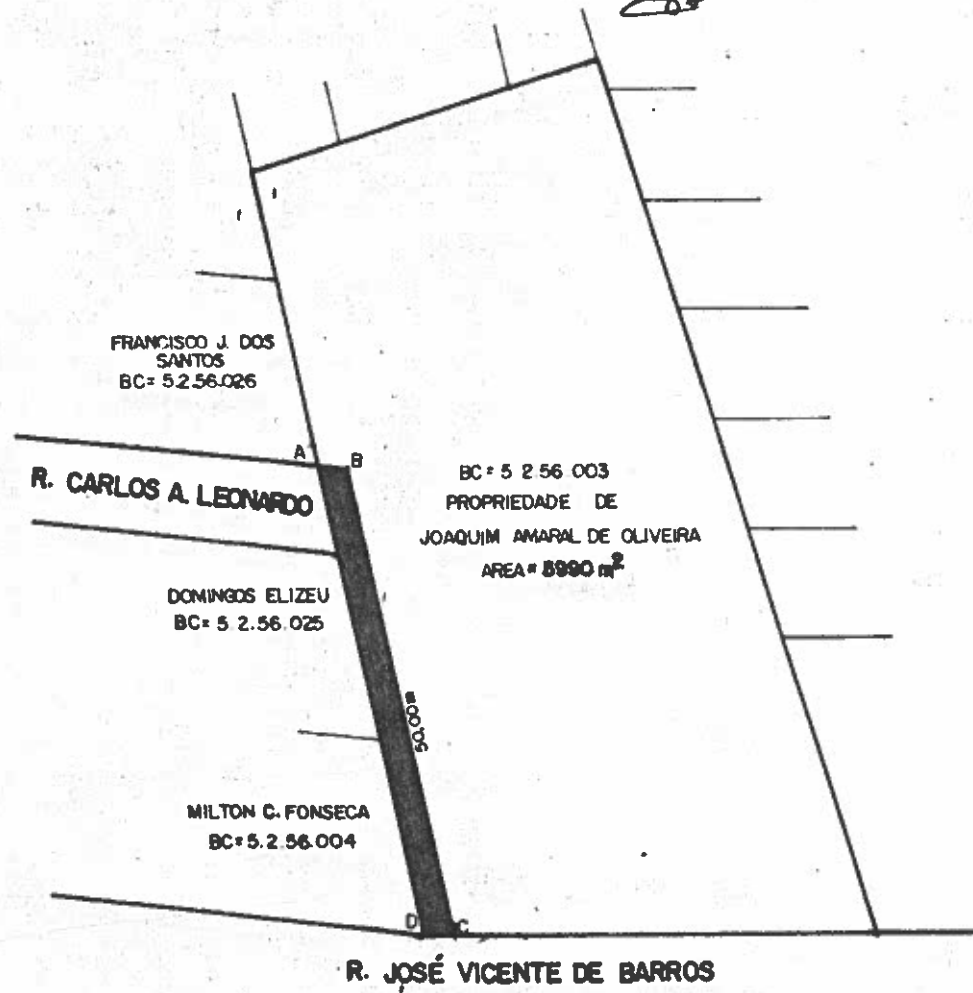 FRANCISCO J. DOS
SANTOS
BC= 5.2.56.026
A
B
R. CARLOS A. LEONARDO
BC= 5 2.56.003
PROPRIEDADE DE
JOAQUIM AMARAL DE OLIVEIRA
AREA= 5990 m²
DOMINGOS ELIZEU
BC= 5.2.56.025
50,00m
MILTON C. FONSECA
BC= 5.2.56.004
D
C
R. JOSÉ VICENTE DE BARROS